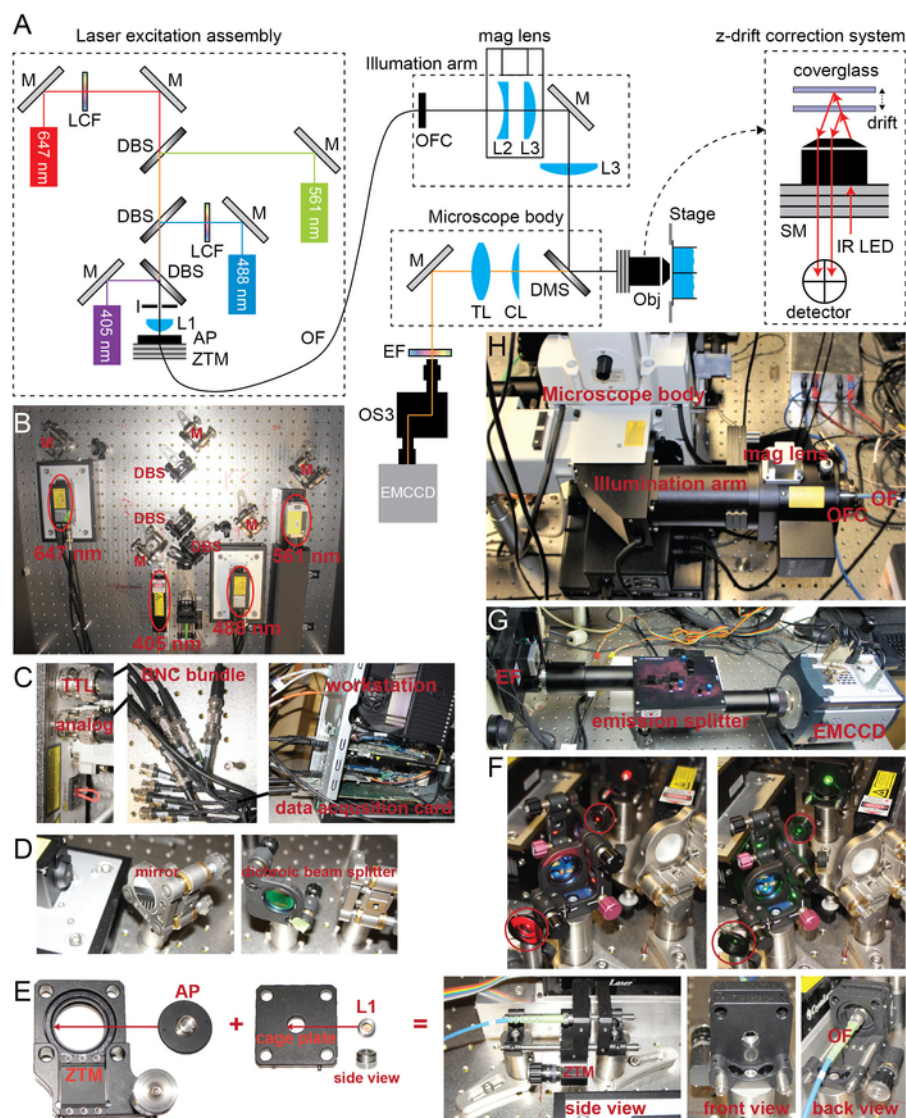 A
Laser excitation assembly
M
M
LCF
647 nm
DBS
561 nm
M
DBS
LCF
488 nm
M
M
DBS
405 nm
L1
AP
ZTM
OF
mag lens
Illumation arm
M
OFC
L2
L3
L3
Microscope body
Stage
M
TL
CL
DMS
Obj
EF
OS3
EMCCD
z-drift correction system
coverglass
drift
SM
IR LED
detector
B
M
M
DBS
M
DBS
M
DBS
M
647 nm
561 nm
405 nm
488 nm
H
Microscope body
mag lens
Illumination arm
OF
OFC
G
EF
emission splitter
EMCCD
C
TTL
analog
BNC bundle
workstation
data acqusition card
D
mirror
dichroic beam splitter
F
E
AP
ZTM
+
cage plate
L1
side view
=
Laser
ZTM
side view
front view
OF
back view